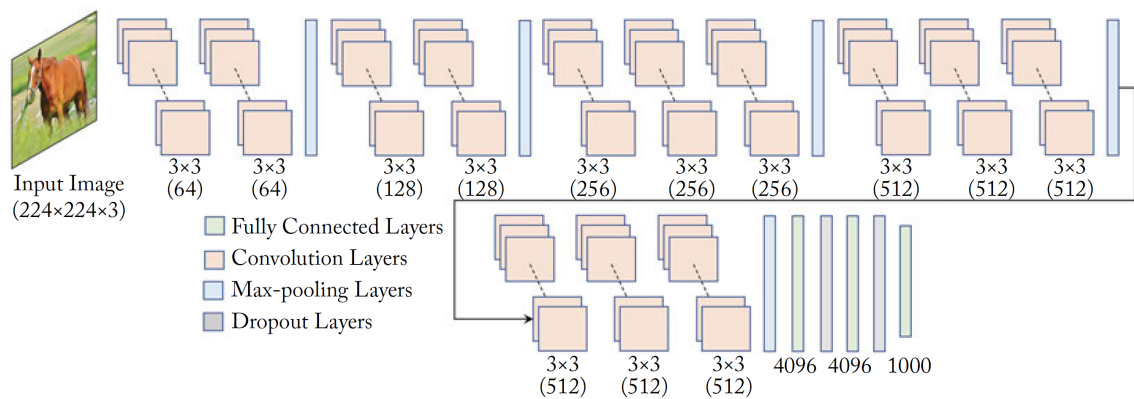 3×3 3×3 3×3 3×3 3×3 3×3 3×3 3×3 3×3 3×3
(64) (64) (128) (128) (256) (256) (256) (512) (512) (512)
Input Image
(224×224×3)
Fully Connected Layers
Convolution Layers
Max-pooling Layers
Dropout Layers
3×3 3×3 3×3
(512) (512) (512)
4096 4096 1000